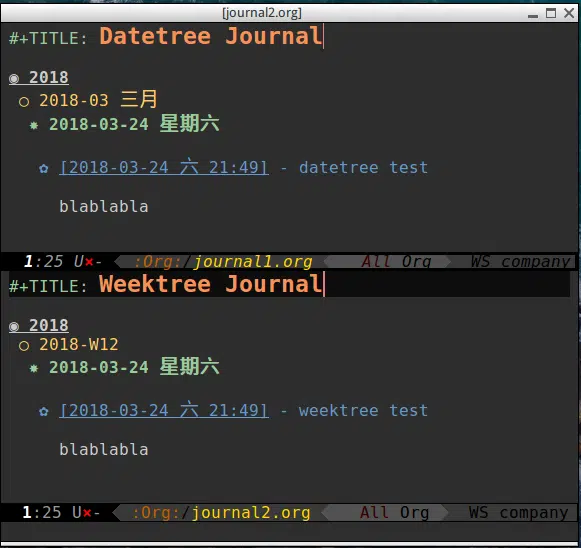 [journal2.org]
#+TITLE: Datetree Journal
◉ 2018
○ 2018-03 三月
✸ 2018-03-24 星期六
✿ [2018-03-24 六 21:49] - datetree test
blablabla
1:25 U×- :Org:/journal1.org All Org WS company
#+TITLE: Weektree Journal
◉ 2018
○ 2018-W12
✸ 2018-03-24 星期六
✿ [2018-03-24 六 21:49] - weektree test
blablabla
1:25 U×- :Org:/journal2.org All Org WS company